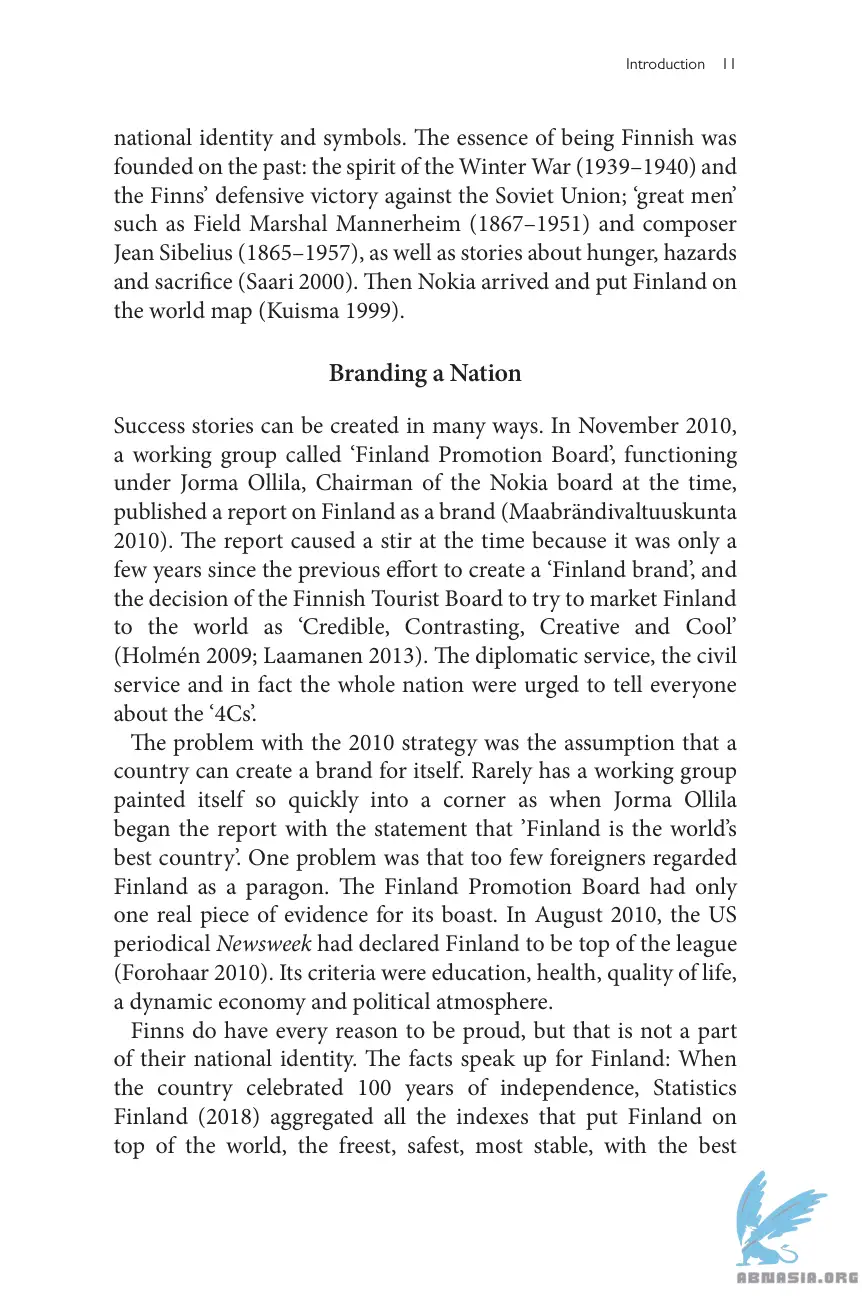 Introduction 11
national identity and symbols. The essence of being Finnish was
founded on the past: the spirit of the Winter War (1939–1940) and
the Finns’ defensive victory against the Soviet Union; ‘great men’
such as Field Marshal Mannerheim (1867–1951) and composer
Jean Sibelius (1865–1957), as well as stories about hunger, hazards
and sacrifice (Saari 2000). Then Nokia arrived and put Finland on
the world map (Kuisma 1999).
Branding a Nation
Success stories can be created in many ways. In November 2010,
a working group called ‘Finland Promotion Board’, functioning
under Jorma Ollila, Chairman of the Nokia board at the time,
published a report on Finland as a brand (Maabrändivaltuuskunta
2010). The report caused a stir at the time because it was only a
few years since the previous effort to create a ‘Finland brand’, and
the decision of the Finnish Tourist Board to try to market Finland
to the world as ‘Credible, Contrasting, Creative and Cool’
(Holmén 2009; Laamanen 2013). The diplomatic service, the civil
service and in fact the whole nation were urged to tell everyone
about the ‘4Cs’.
The problem with the 2010 strategy was the assumption that a
country can create a brand for itself. Rarely has a working group
painted itself so quickly into a corner as when Jorma Ollila
began the report with the statement that ’Finland is the world’s
best country’. One problem was that too few foreigners regarded
Finland as a paragon. The Finland Promotion Board had only
one real piece of evidence for its boast. In August 2010, the US
periodical Newsweek had declared Finland to be top of the league
(Forohaar 2010). Its criteria were education, health, quality of life,
a dynamic economy and political atmosphere.
Finns do have every reason to be proud, but that is not a part
of their national identity. The facts speak up for Finland: When
the country celebrated 100 years of independence, Statistics
Finland (2018) aggregated all the indexes that put Finland on
top of the world, the freest, safest, most stable, with the best
ABNASIA.ORG